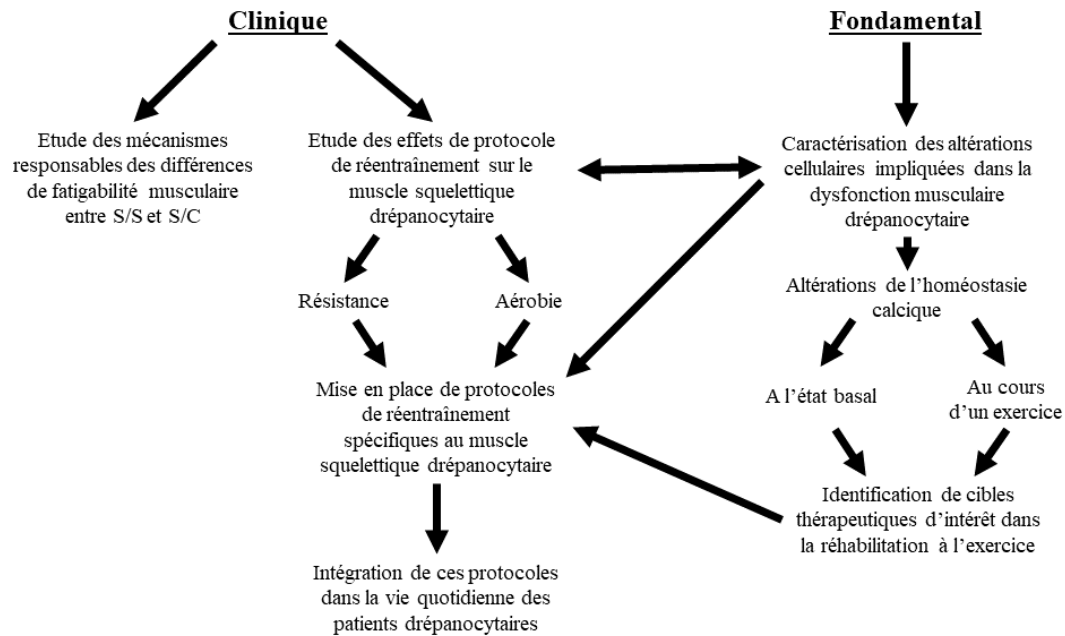 Clinique
Fondamental
Etude des mécanismes
responsables des différences
de fatigabilité musculaire
entre S/S et S/C
Etude des effets de protocole
de réentraînement sur le
muscle squelettique
drépanocytaire
Caractérisation des altérations
cellulaires impliquées dans la
dysfonction musculaire
drépanocytaire
Résistance
Aérobie
Altérations de l’homéostasie
calcique
Mise en place de protocoles
de réentraînement
spécifiques au muscle
squelettique drépanocytaire
A l’état basal
Au cours
d’un exercice
Identification de cibles
thérapeutiques d’intérêt dans
la réhabilitation à l’exercice
Intégration de ces protocoles
dans la vie quotidienne des
patients drépanocytaires